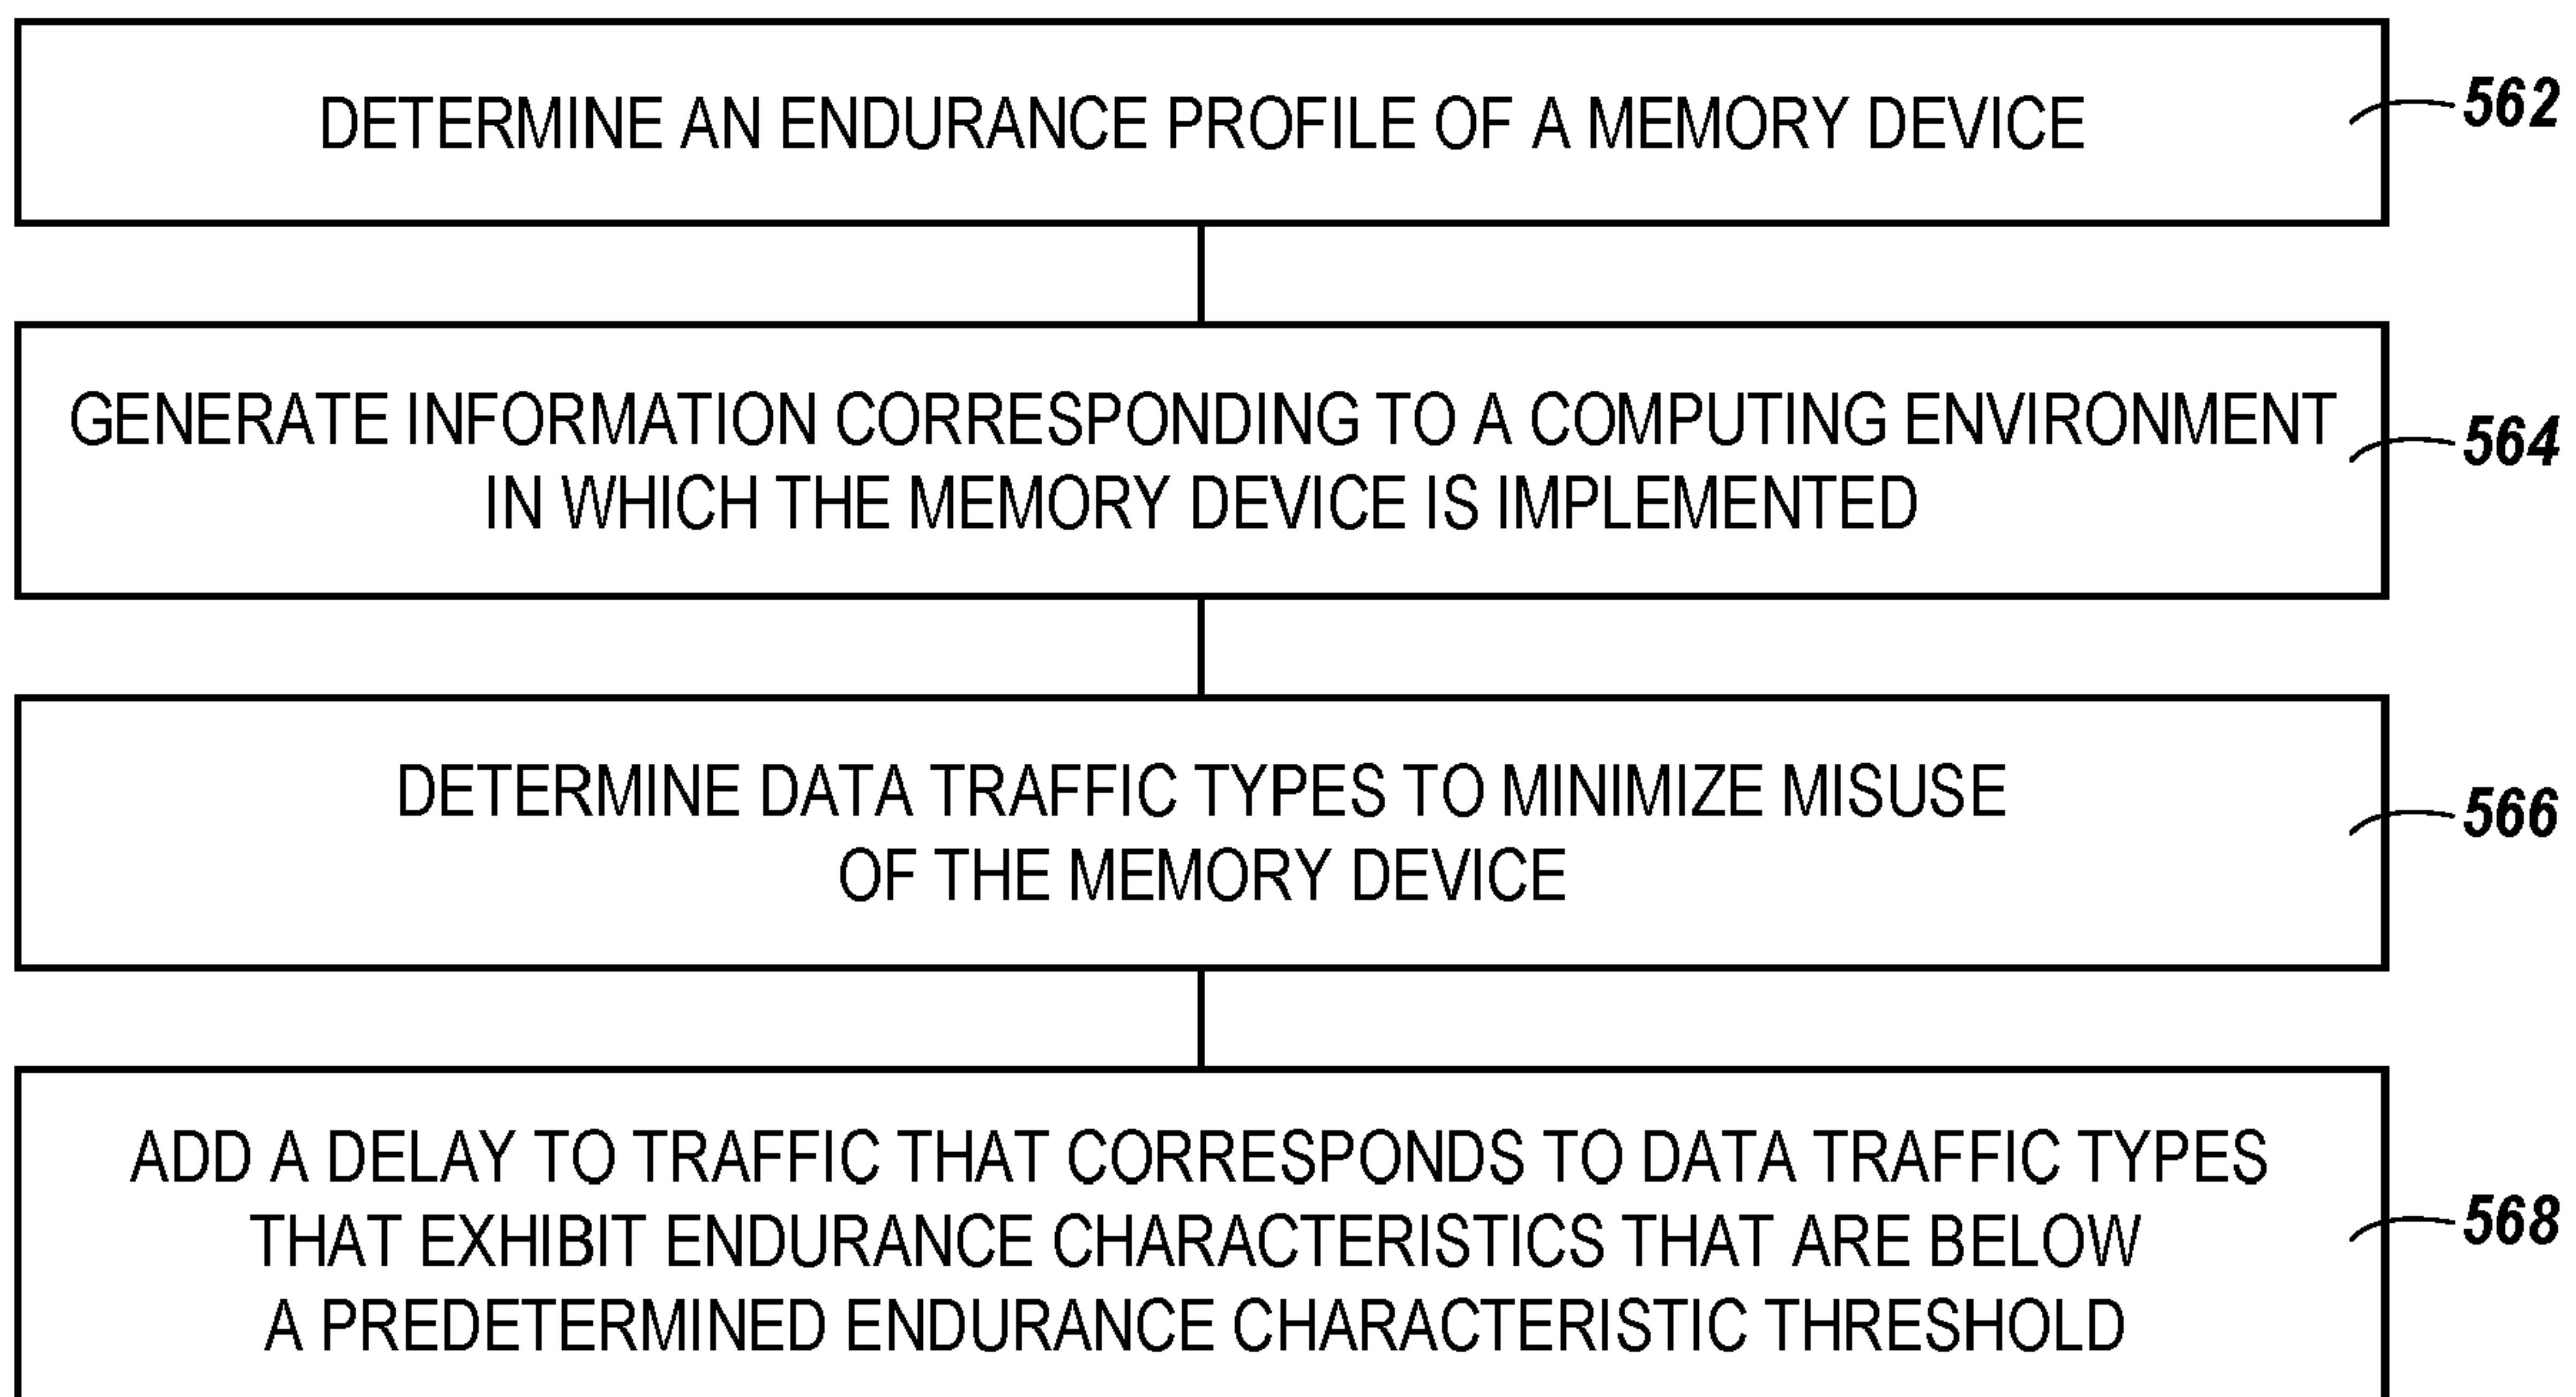 DETERMINE AN ENDURANCE PROFILE OF A MEMORY DEVICE
562
GENERATE INFORMATION CORRESPONDING TO A COMPUTING ENVIRONMENT
IN WHICH THE MEMORY DEVICE IS IMPLEMENTED
564
DETERMINE DATA TRAFFIC TYPES TO MINIMIZE MISUSE
OF THE MEMORY DEVICE
566
ADD A DELAY TO TRAFFIC THAT CORRESPONDS TO DATA TRAFFIC TYPES
THAT EXHIBIT ENDURANCE CHARACTERISTICS THAT ARE BELOW
A PREDETERMINED ENDURANCE CHARACTERISTIC THRESHOLD
568